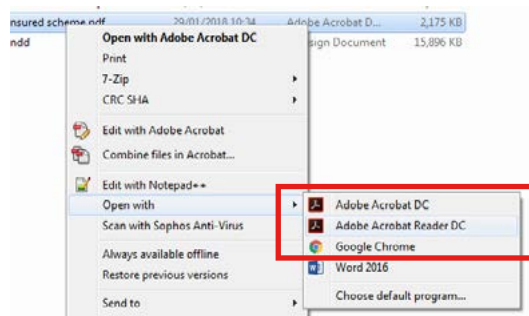 nsured scheme.pdf 29/01/2018 10:34 Adobe Acrobat D... 2,175 KB
ndd sign Document 15,896 KB
Open with Adobe Acrobat DC
Print
7-Zip
CRC SHA
Edit with Adobe Acrobat
Combine files in Acrobat...
Edit with Notepad++
Open with
Scan with Sophos Anti-Virus
Always available offline
Restore previous versions
Send to
Adobe Acrobat DC
Adobe Acrobat Reader DC
Google Chrome
Word 2016
Choose default program...